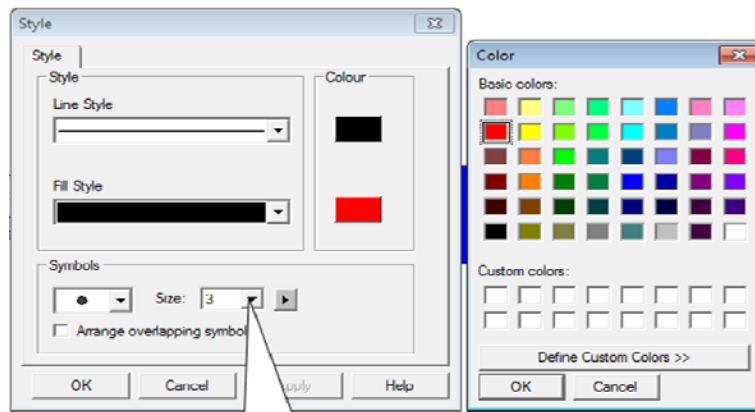 Style
Style
Style
Line Style
Fill Style
Colour
Symbols
Size: 3
Arrange overlapping symbol
OK Cancel Help
Color
Basic colors:
Custom colors:
Define Custom Colors >>
OK Cancel